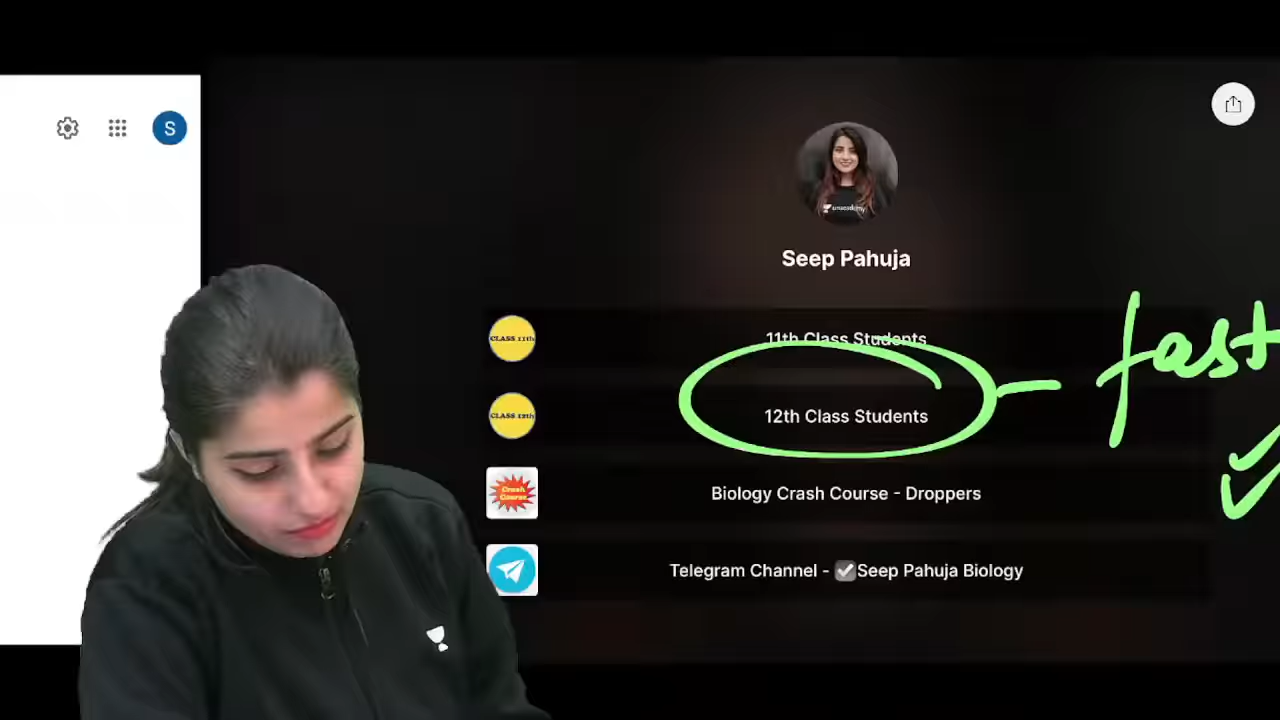 S
unacademy
Seep Pahuja
CLASS 11th
11th Class Students
fast
CLASS 12th
12th Class Students
Crash
Course
Biology Crash Course - Droppers
Telegram Channel - ✔Seep Pahuja Biology